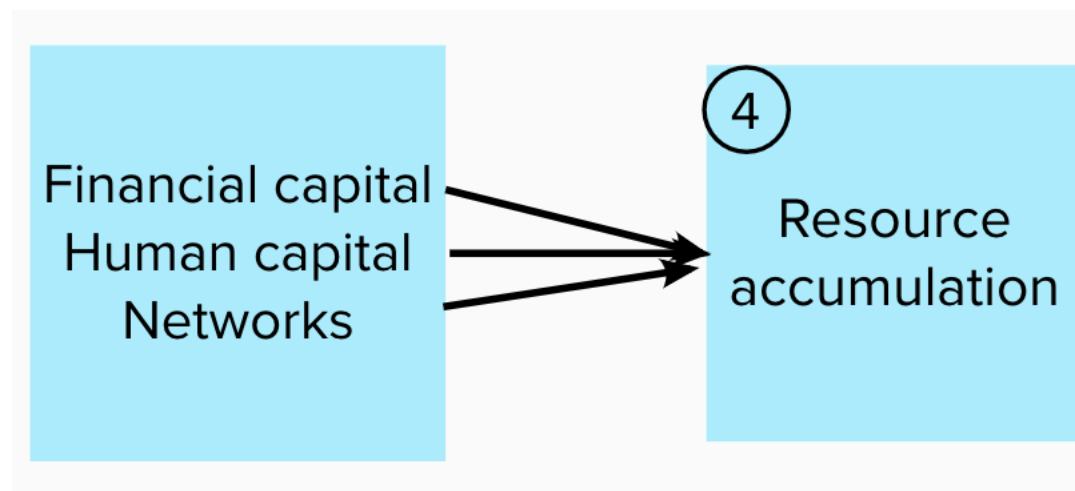 Financial capital
Human capital
Networks
4
Resource
accumulation